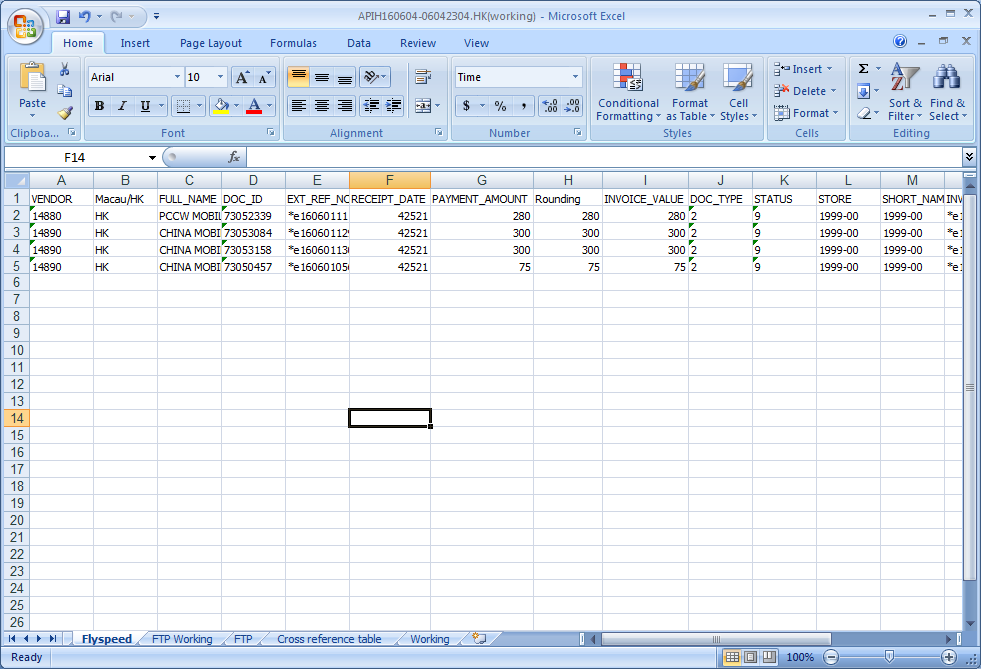 APIH160604-06042304.HK(working) - Microsoft Excel
Home Insert Page Layout Formulas Data Review View
Paste
Arial 10
Time
Conditional Formatting
Format as Table
Cell Styles
Insert
Delete
Format
Sort & Filter
Find & Select
B I U
$ % ,
Clipboa... Font Alignment Number Styles Cells Editing
F14 fx
A B C D E F G H I J K L M
1 VENDOR Macau/HK FULL_NAME DOC_ID EXT_REF_NO RECEIPT_DATE PAYMENT_AMOUNT Rounding INVOICE_VALUE DOC_TYPE STATUS STORE SHORT_NAM INV
2 14880 HK PCCW MOBIL 73052339 *e16060111 42521 280 280 280 2 9 1999-00 1999-00 *e1
3 14890 HK CHINA MOBI 73053084 *e160601129 42521 300 300 300 2 9 1999-00 1999-00 *e1
4 14890 HK CHINA MOBI 73053158 *e160601130 42521 300 300 300 2 9 1999-00 1999-00 *e1
5 14890 HK CHINA MOBI 73050457 *e160601056 42521 75 75 75 2 9 1999-00 1999-00 *e1
6
7
8
9
10
11
12
13
14
15
16
17
18
19
20
21
22
23
24
25
26
Flyspeed FTP Working FTP Cross reference table Working
Ready 100%